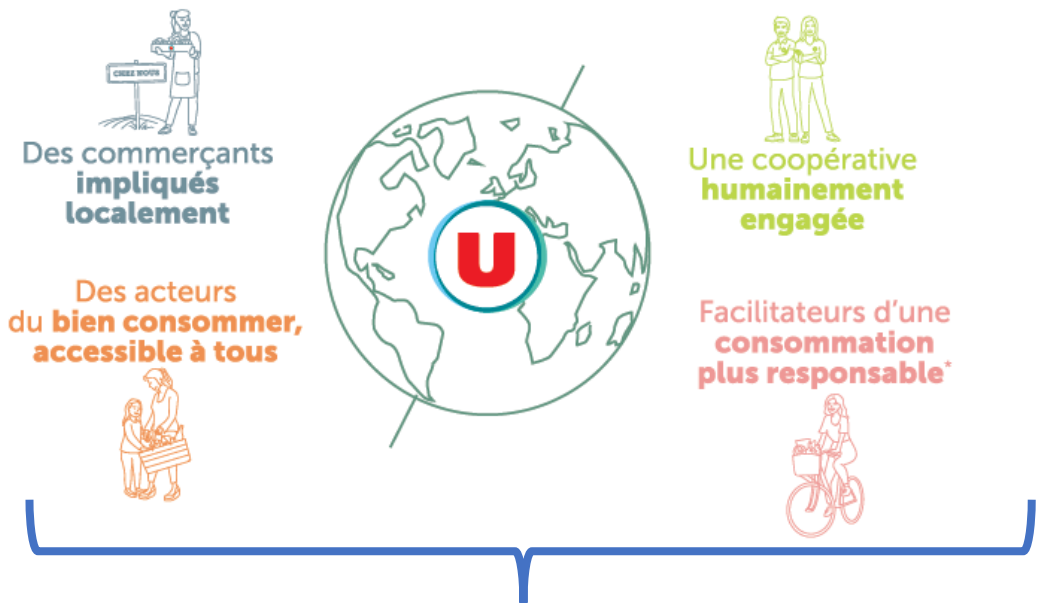 CHEZ NOUS
Des commerçants
impliqués
localement
Une coopérative
humainement
engagée
U
Des acteurs
du bien consommer,
accessible à tous
Facilitateurs d'une
consommation
plus responsable*